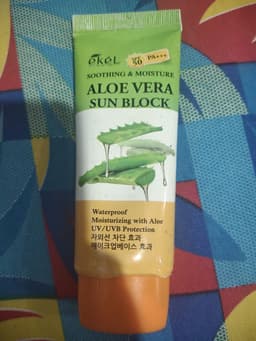 ekel
50 PA+++
SOOTHING & MOISTURE
ALOE VERA
SUN BLOCK
Waterproof
Moisturizing with Aloe
UV/UVB Protection
자외선 차단 효과
메이크업베이스 효과